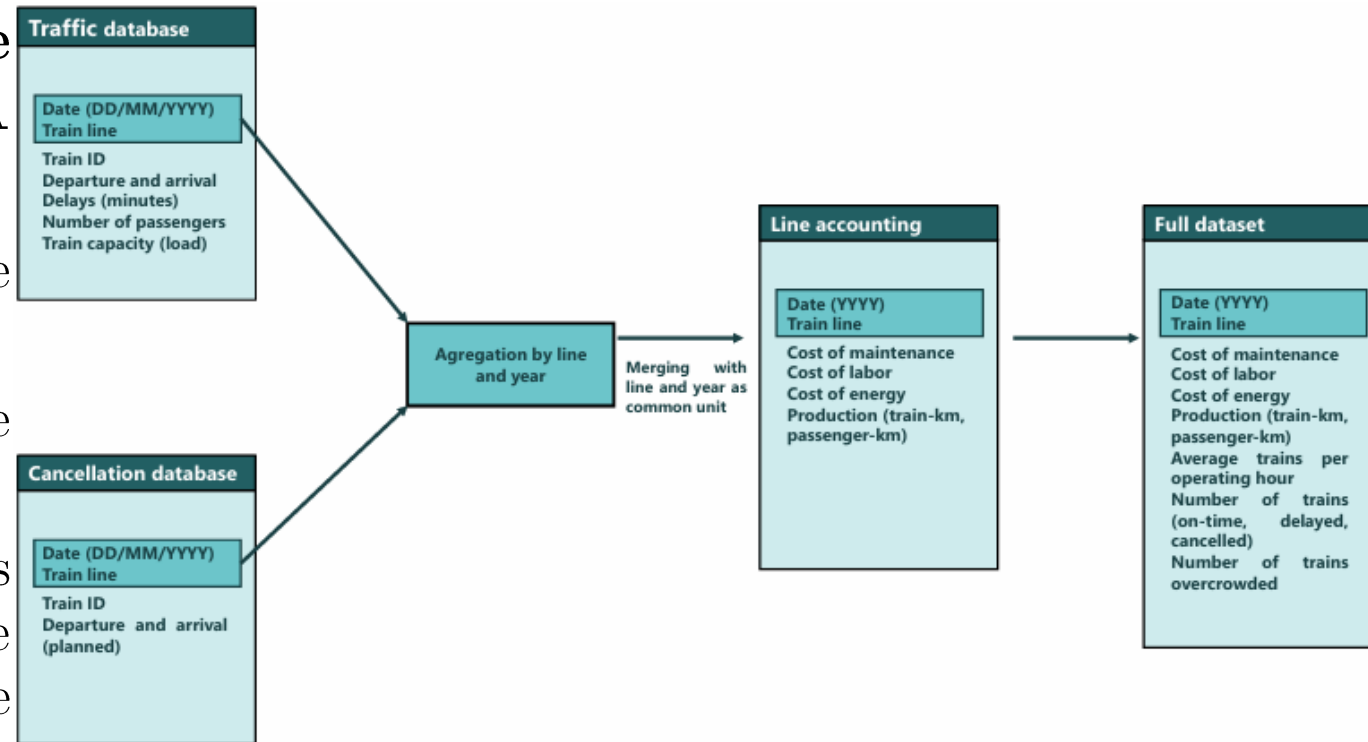 Traffic database
Date (DD/MM/YYYY)
Train line
Train ID
Departure and arrival
Delays (minutes)
Number of passengers
Train capacity (load)
Cancellation database
Date (DD/MM/YYYY)
Train line
Train ID
Departure and arrival
(planned)
Agregation by line
and year
Merging with
line and year as
common unit
Line accounting
Date (YYYY)
Train line
Cost of maintenance
Cost of labor
Cost of energy
Production (train-km,
passenger-km)
Full dataset
Date (YYYY)
Train line
Cost of maintenance
Cost of labor
Cost of energy
Production (train-km,
passenger-km)
Average trains per
operating hour
Number of trains
(on-time, delayed,
cancelled)
Number of trains
overcrowded